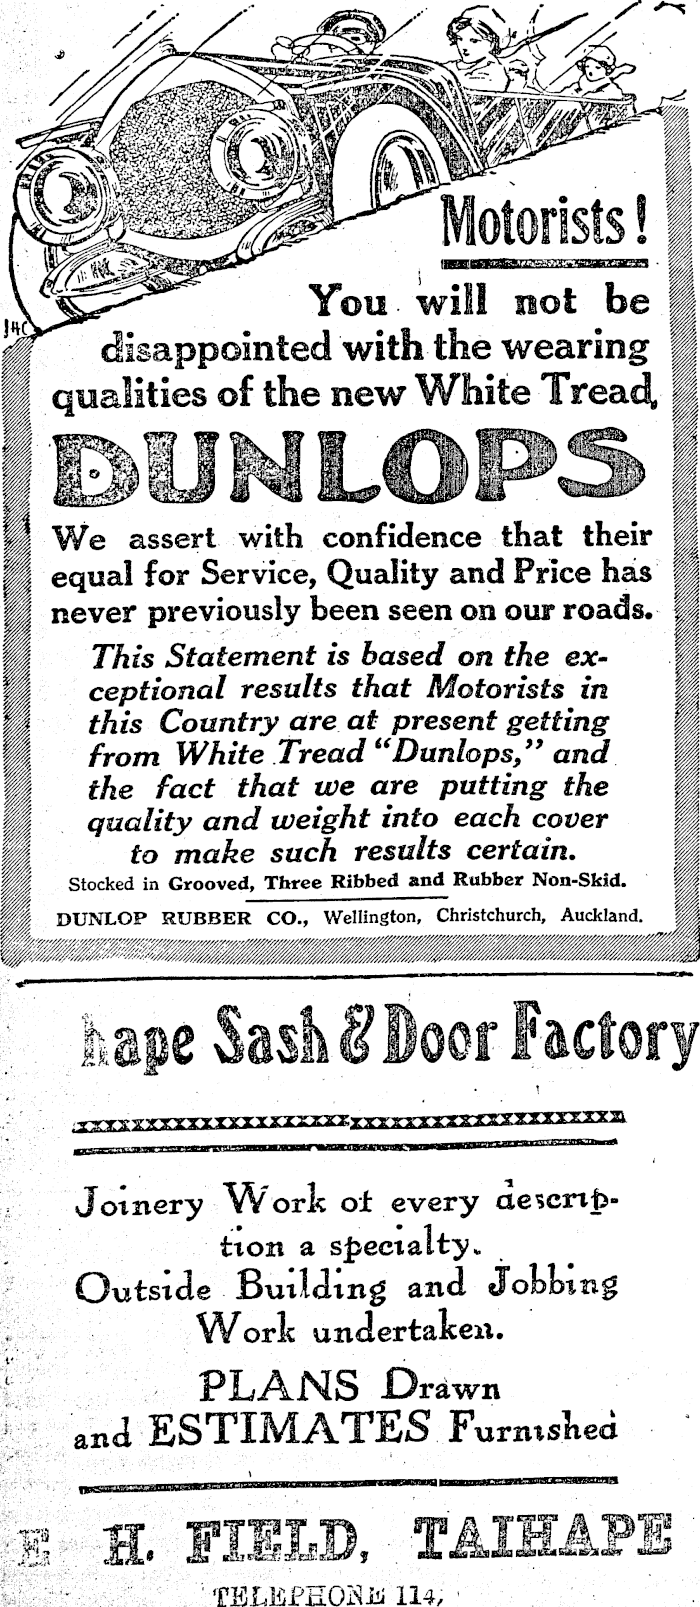 JHC
Motorists!
You will not be
disappointed with the wearing
qualities of the new White Tread,
DUNLOPS
We assert with confidence that their
equal for Service, Quality and Price has
never previously been seen on our roads.
This Statement is based on the ex-
ceptional results that Motorists in
this Country are at present getting
from White Tread “Dunlops,” and
the fact that we are putting the
quality and weight into each cover
to make such results certain.
Stocked in Grooved, Three Ribbed and Rubber Non-Skid.
DUNLOP RUBBER CO., Wellington, Christchurch, Auckland.
hape Sash & Door Factory
Joinery Work of every descrip-
tion a specialty.
Outside Building and Jobbing
Work undertaken.
PLANS Drawn
and ESTIMATES Furnished
E H. FIELD, TAIHAPE
TELEPHONE 114,